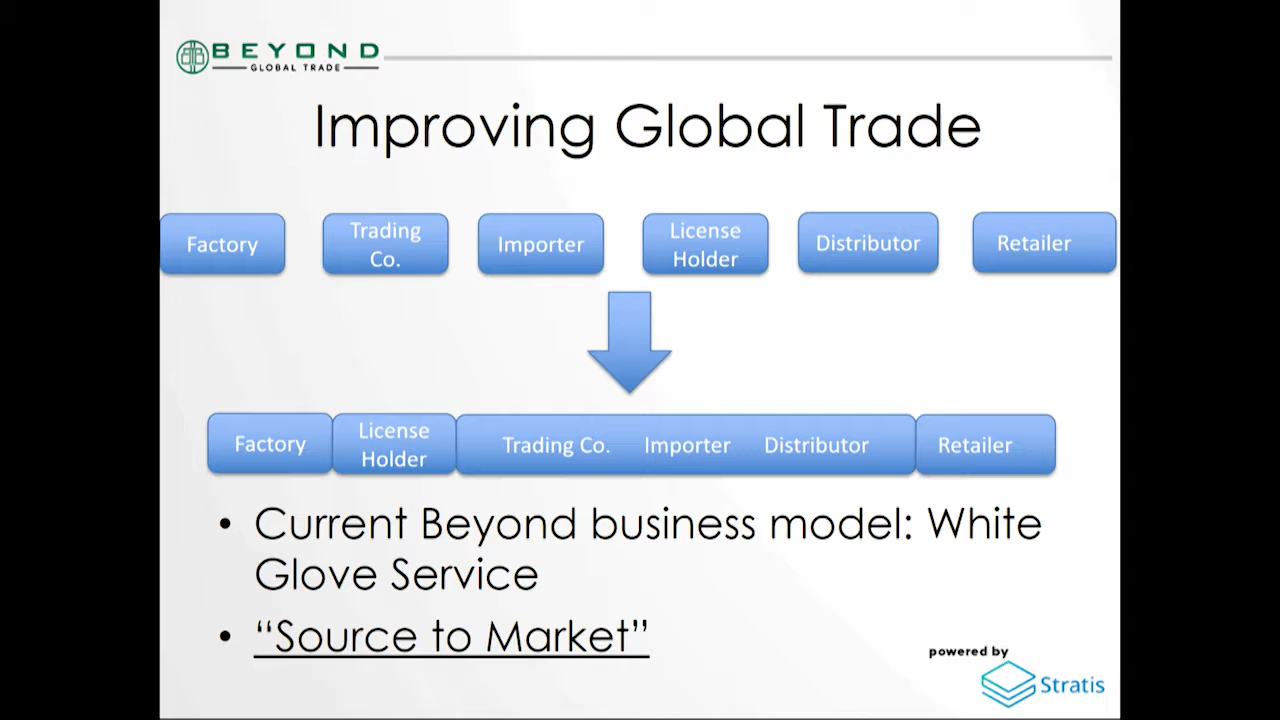 BEYOND
GLOBAL TRADE
Improving Global Trade
Factory
Trading
Co.
Importer
License
Holder
Distributor
Retailer
Factory
License
Holder
Trading Co.
Importer
Distributor
Retailer
• Current Beyond business model: White
Glove Service
• “Source to Market”
powered by
Stratis